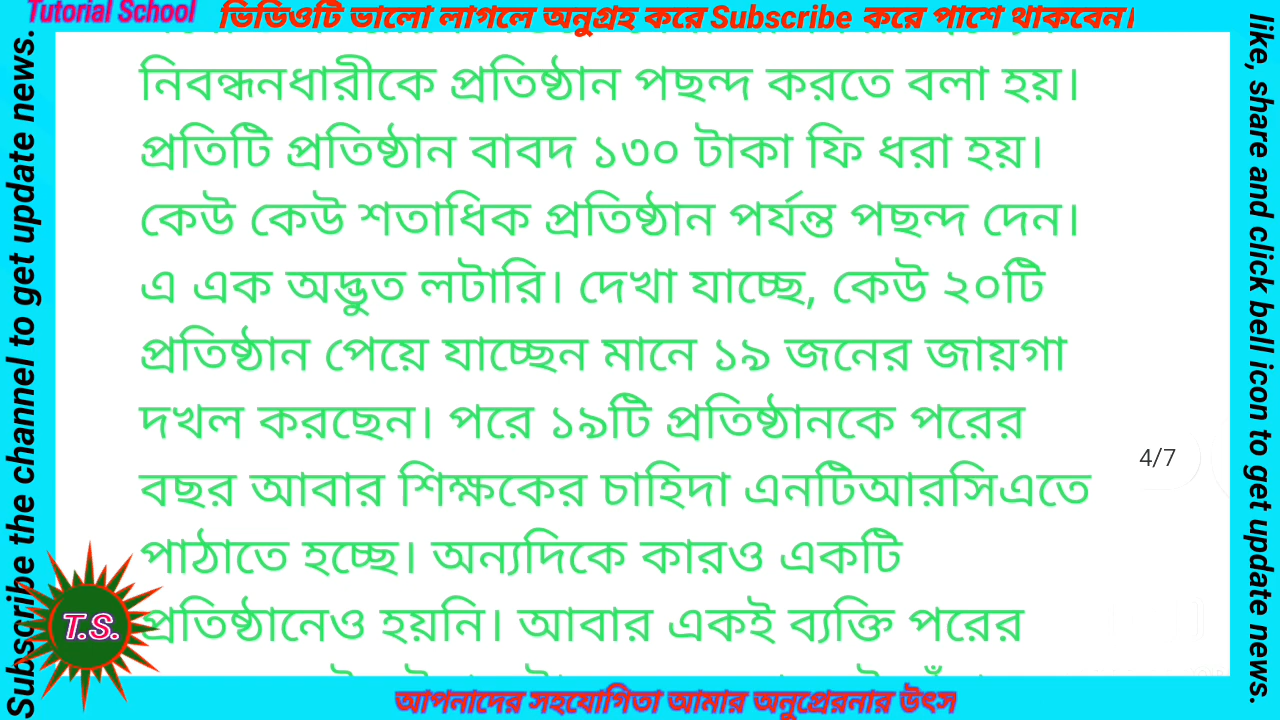 Tutorial School
ভিডিওটি ভালো লাগলে অনুগ্রহ করে Subscribe করে পাশে থাকবেন।
Subscribe the channel to get update news.
নিবন্ধনধারীকে প্রতিষ্ঠান পছন্দ করতে বলা হয়।
প্রতিটি প্রতিষ্ঠান বাবদ ১৩০ টাকা ফি ধরা হয়।
কেউ কেউ শতাধিক প্রতিষ্ঠান পর্যন্ত পছন্দ দেন।
এ এক অদ্ভুত লটারি। দেখা যাচ্ছে, কেউ ২০টি
প্রতিষ্ঠান পেয়ে যাচ্ছেন মানে ১৯ জনের জায়গা
দখল করছেন। পরে ১৯টি প্রতিষ্ঠানকে পরের
বছর আবার শিক্ষকের চাহিদা এনটিআরসিএতে
পাঠাতে হচ্ছে। অন্যদিকে কারও একটি
প্রতিষ্ঠানেও হয়নি। আবার একই ব্যক্তি পরের
4/7
T.S.
like, share and click bell icon to get update news.
আপনাদের সহযোগিতা আমার অনুপ্রেরনার উৎস